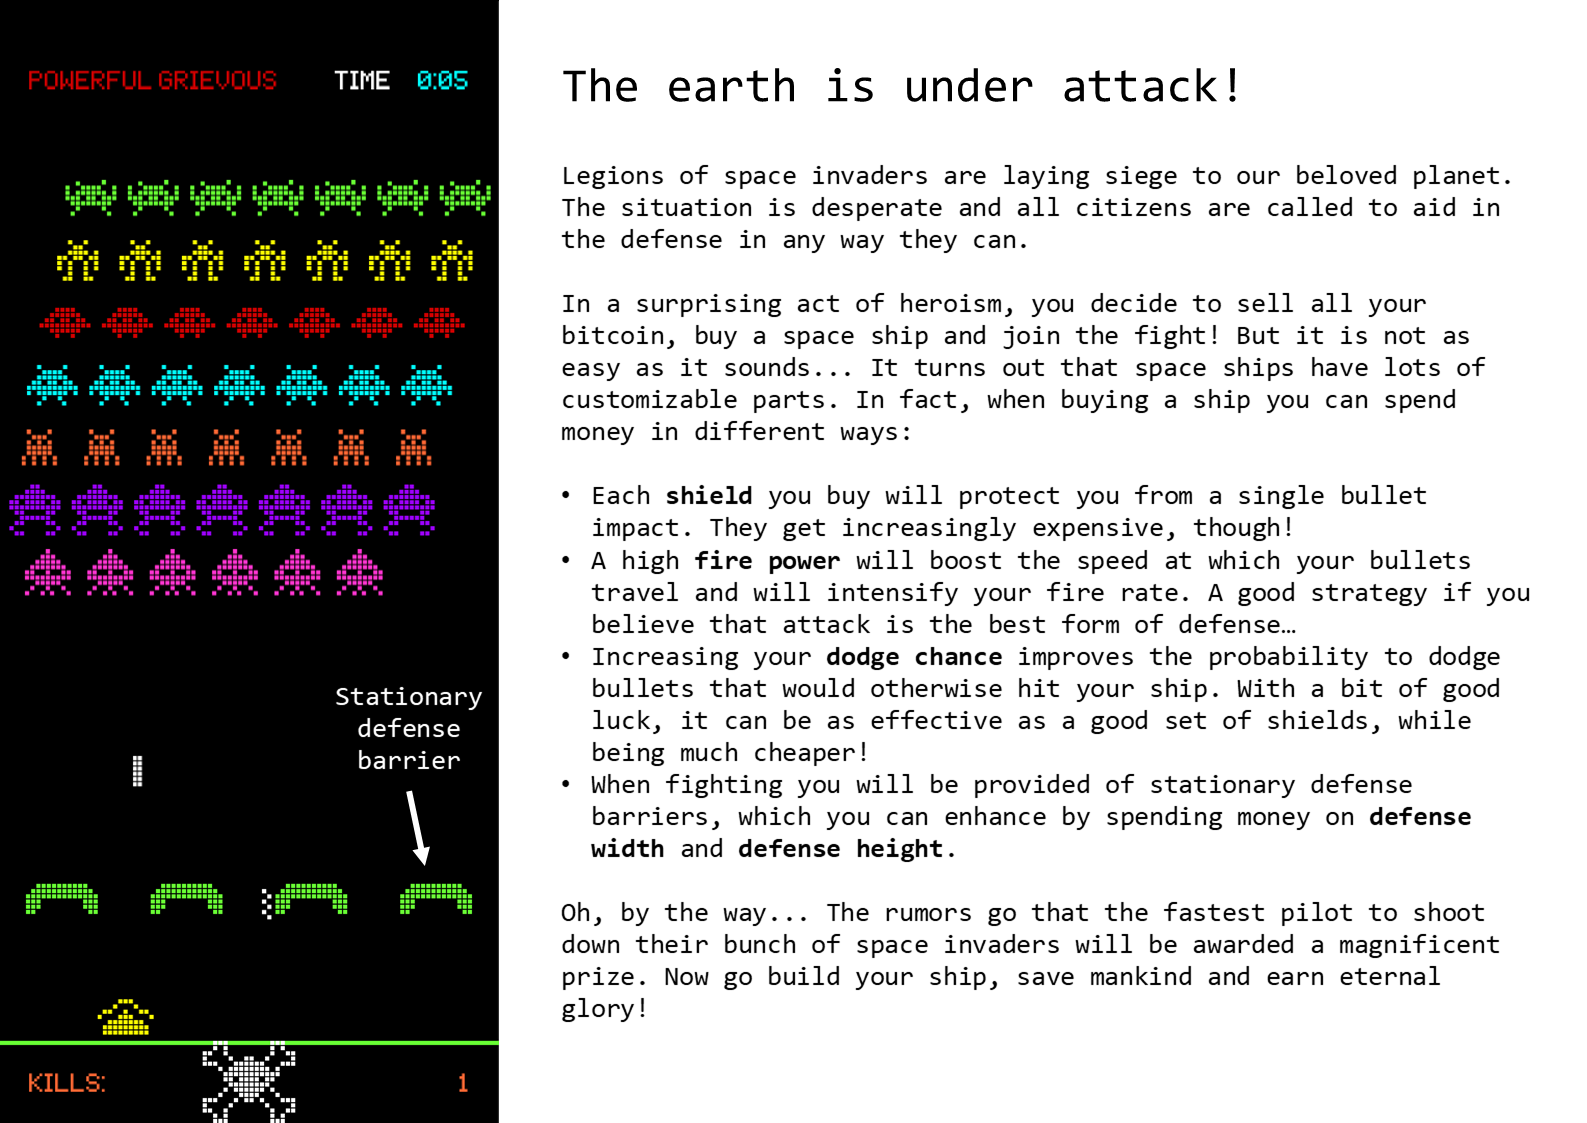 POWERFUL GRIEVOUS TIME 0:05
Stationary
defense
barrier
KILLS: 1
The earth is under attack!
Legions of space invaders are laying siege to our beloved planet.
The situation is desperate and all citizens are called to aid in
the defense in any way they can.
In a surprising act of heroism, you decide to sell all your
bitcoin, buy a space ship and join the fight! But it is not as
easy as it sounds... It turns out that space ships have lots of
customizable parts. In fact, when buying a ship you can spend
money in different ways:
• Each shield you buy will protect you from a single bullet
impact. They get increasingly expensive, though!
• A high fire power will boost the speed at which your bullets
travel and will intensify your fire rate. A good strategy if you
believe that attack is the best form of defense…
• Increasing your dodge chance improves the probability to dodge
bullets that would otherwise hit your ship. With a bit of good
luck, it can be as effective as a good set of shields, while
being much cheaper!
• When fighting you will be provided of stationary defense
barriers, which you can enhance by spending money on defense
width and defense height.
Oh, by the way... The rumors go that the fastest pilot to shoot
down their bunch of space invaders will be awarded a magnificent
prize. Now go build your ship, save mankind and earn eternal
glory!